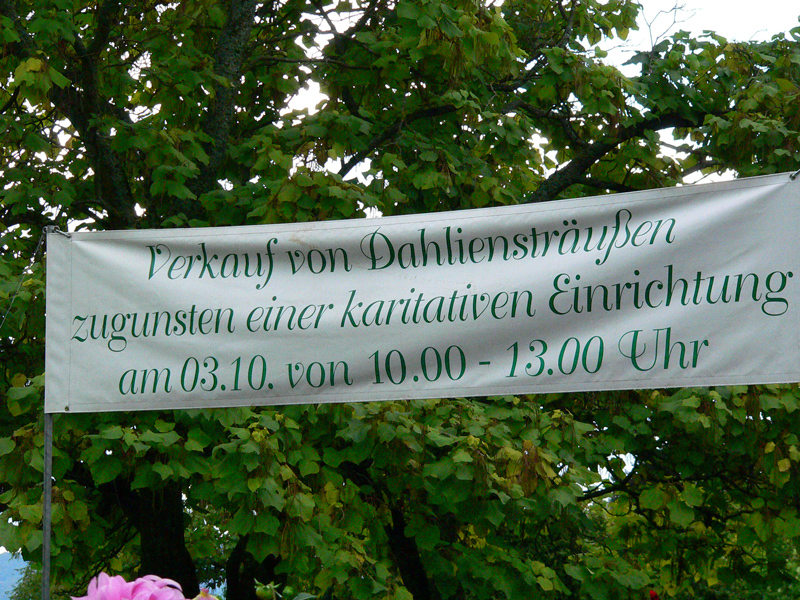 Verkauf von Dahliensträußen
zugunsten einer karitativen Einrichtung
am 03.10. von 10.00 - 13.00 Uhr